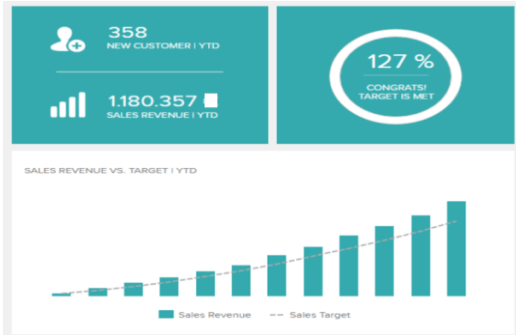 358
NEW CUSTOMER | YTD
1.180.357
SALES REVENUE | YTD
127 %
CONGRATS!
TARGET IS MET
SALES REVENUE VS. TARGET | YTD
Sales Revenue
Sales Target